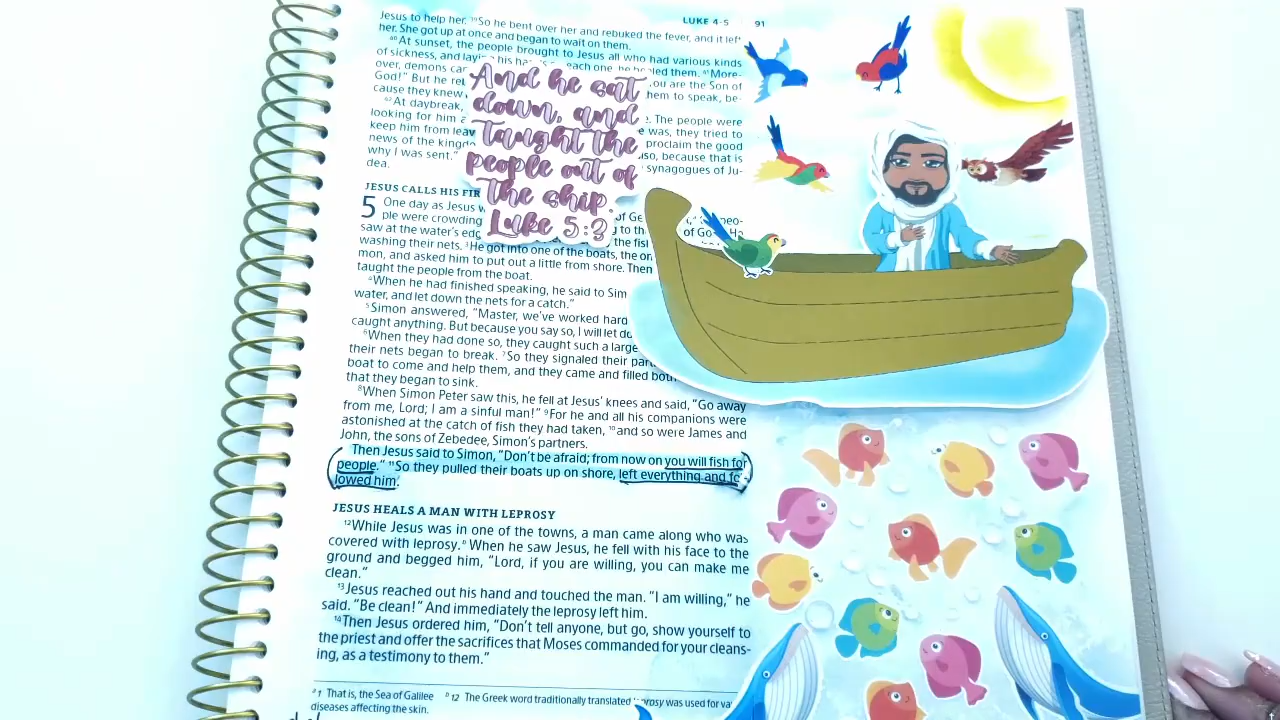 LUKE 4-5 91
Jesus to help her. 39So he bent over her and rebuked the fever, and it left
her. She got up at once and began to wait on them.
40At sunset, the people brought to Jesus all who had various kinds
of sickness, and laying his ha each one, he healed them. 41More-
over, demons ca ou are the Son of
God!" But he re hem to speak, be-
cause they knew
42At daybreak, The people were
looking for him e was, they tried to
keep him from leav proclaim the good
news of the kingdo lso, because that is
why I was sent." synagogues of Ju-
dea.
And he sat
down, and
taught the
people out of
the ship.
Luke 5:3
JESUS CALLS HIS FIR
5 One day as Jesus w of Ge peo-
ple were crowding g to th of Go
saw at the water's edg the fish
washing their nets. 3He got into one of the boats, the on
mon, and asked him to put out a little from shore. Then
taught the people from the boat.
4When he had finished speaking, he said to Sim
water, and let down the nets for a catch."
5Simon answered, "Master, we've worked hard
caught anything. But because you say so, I will let do
6When they had done so, they caught such a large
their nets began to break. 7So they signaled their part
boat to come and help them, and they came and filled both
that they began to sink.
8When Simon Peter saw this, he fell at Jesus' knees and said, "Go away
from me, Lord; I am a sinful man!" 9For he and all his companions were
astonished at the catch of fish they had taken, 10and so were James and
John, the sons of Zebedee, Simon's partners.
Then Jesus said to Simon, "Don't be afraid; from now on you will fish for
people." 11So they pulled their boats up on shore, left everything and fol-
lowed him.
JESUS HEALS A MAN WITH LEPROSY
12While Jesus was in one of the towns, a man came along who was
covered with leprosy.b When he saw Jesus, he fell with his face to the
ground and begged him, "Lord, if you are willing, you can make me
clean."
13Jesus reached out his hand and touched the man. "I am willing," he
said. "Be clean!" And immediately the leprosy left him.
14Then Jesus ordered him, "Don't tell anyone, but go, show yourself to
the priest and offer the sacrifices that Moses commanded for your cleans-
ing, as a testimony to them."
a 1 That is, the Sea of Galilee b 12 The Greek word traditionally translated leprosy was used for va
diseases affecting the skin.